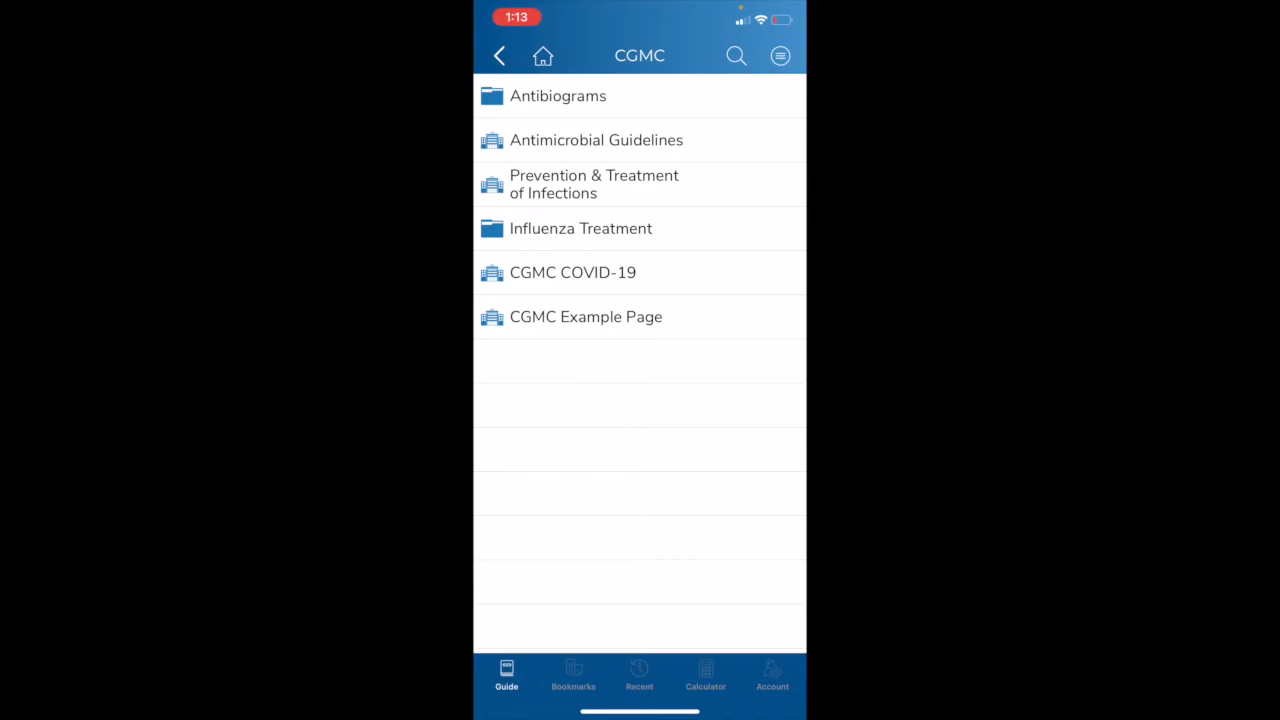 1:13
CGMC
Antibiograms
Antimicrobial Guidelines
Prevention & Treatment
of Infections
Influenza Treatment
CGMC COVID-19
CGMC Example Page
Guide
Bookmarks
Recent
Calculator
Account